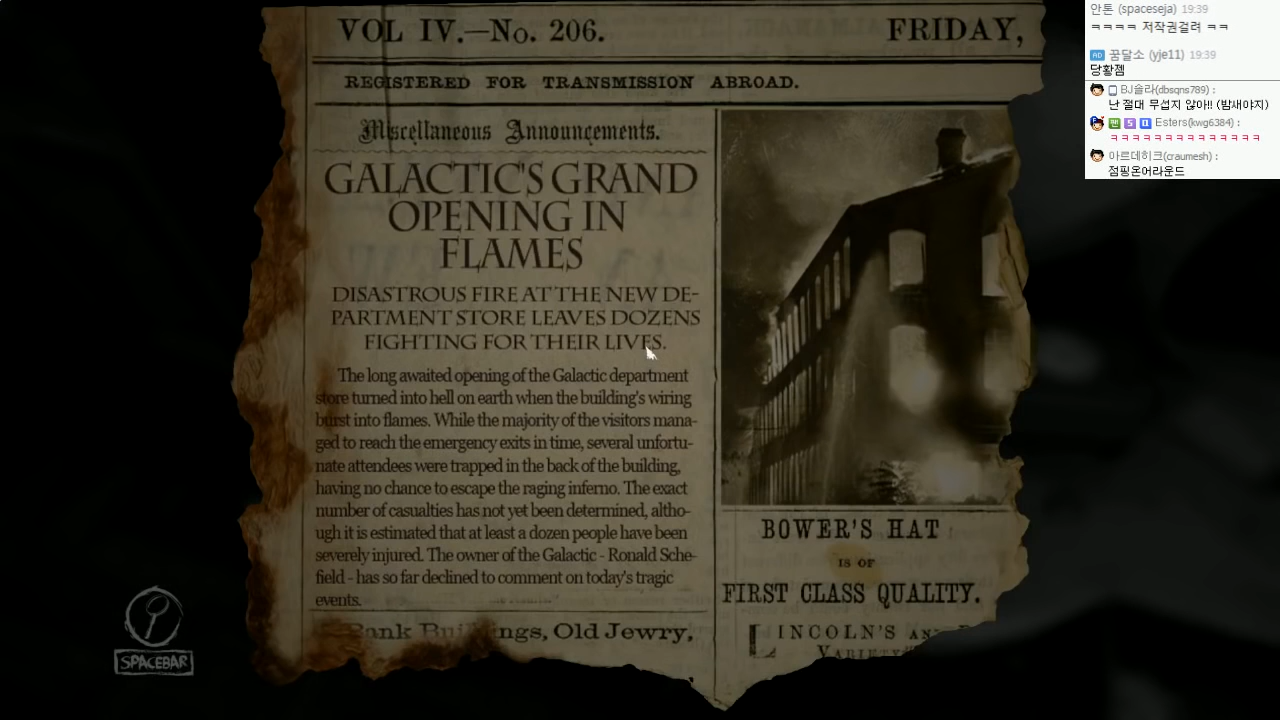 VOL IV.—No. 206.
FRIDAY,
REGISTERED FOR TRANSMISSION ABROAD.
Miscellaneous Announcements.
GALACTIC'S GRAND
OPENING IN
FLAMES
DISASTROUS FIRE AT THE NEW DE-
PARTMENT STORE LEAVES DOZENS
FIGHTING FOR THEIR LIVES.
The long awaited opening of the Galactic department
store turned into hell on earth when the building's wiring
burst into flames. While the majority of the visitors mana-
ged to reach the emergency exits in time, several unfortu-
nate attendees were trapped in the back of the building,
having no chance to escape the raging inferno. The exact
number of casualties has not yet been determined, altho-
ugh it is estimated that at least a dozen people have been
severely injured. The owner of the Galactic - Ronald Sche-
field - has so far declined to comment on today's tragic
events.
Bank Buildings, Old Jewry,
BOWER'S HAT
IS OF
FIRST CLASS QUALITY.
LINCOLN'S AN
VARIETY
SPACEBAR
안톤 (spaceseja) 19:39
ㅋㅋㅋㅋ 저작권걸려 ㅋㅋ
AD 꿈달소 (yje11) 19:39
당황젬
BJ솔라(dbsqns789) :
난 절대 무섭지 않아!! (밤새야지)
팬 S 매 Esters(kwg6384) :
ㅋㅋㅋㅋㅋㅋㅋㅋㅋㅋㅋㅋㅋㅋ
아르데히크(craumesh) :
점핑온어라운드